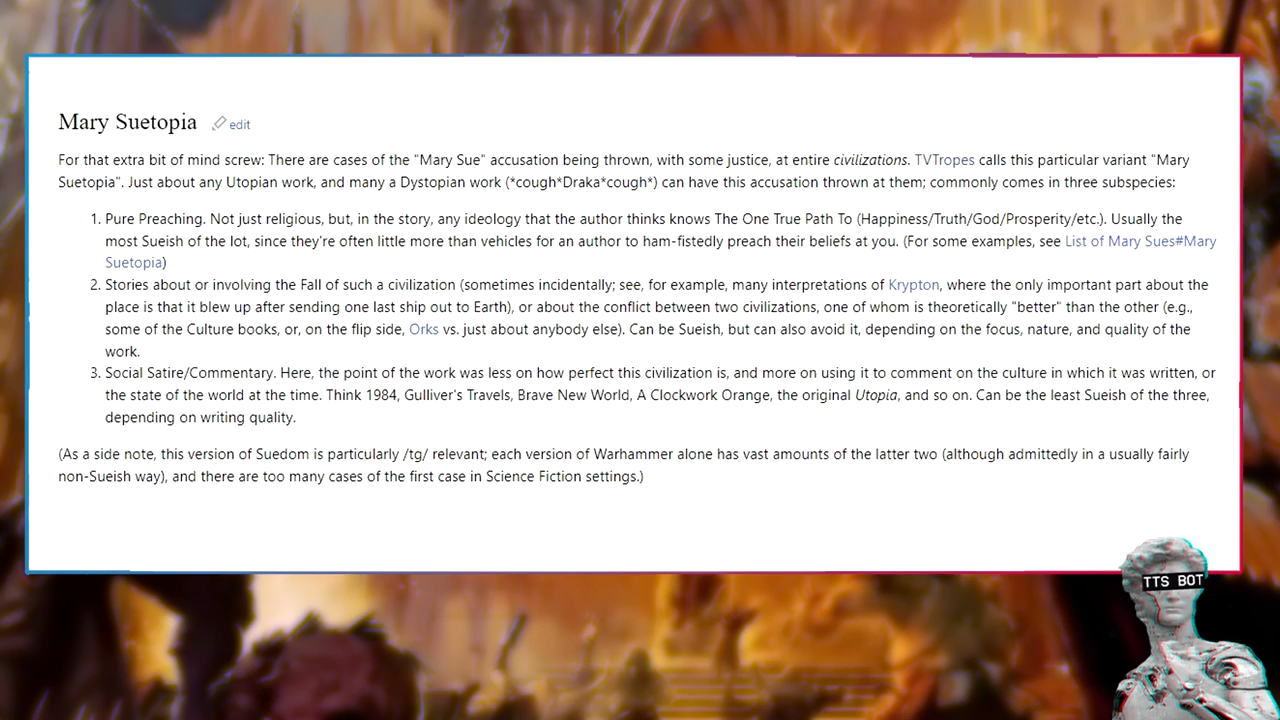 Mary Suetopia edit
For that extra bit of mind screw: There are cases of the "Mary Sue" accusation being thrown, with some justice, at entire civilizations. TVTropes calls this particular variant "Mary
Suetopia". Just about any Utopian work, and many a Dystopian work (*cough*Draka*cough*) can have this accusation thrown at them; commonly comes in three subspecies:
1. Pure Preaching. Not just religious, but, in the story, any ideology that the author thinks knows The One True Path To (Happiness/Truth/God/Prosperity/etc.). Usually the
most Sueish of the lot, since they're often little more than vehicles for an author to ham-fistedly preach their beliefs at you. (For some examples, see List of Mary Sues#Mary
Suetopia)
2. Stories about or involving the Fall of such a civilization (sometimes incidentally; see, for example, many interpretations of Krypton, where the only important part about the
place is that it blew up after sending one last ship out to Earth), or about the conflict between two civilizations, one of whom is theoretically "better" than the other (e.g.,
some of the Culture books, or, on the flip side, Orks vs. just about anybody else). Can be Sueish, but can also avoid it, depending on the focus, nature, and quality of the
work.
3. Social Satire/Commentary. Here, the point of the work was less on how perfect this civilization is, and more on using it to comment on the culture in which it was written, or
the state of the world at the time. Think 1984, Gulliver's Travels, Brave New World, A Clockwork Orange, the original Utopia, and so on. Can be the least Sueish of the three,
depending on writing quality.
(As a side note, this version of Suedom is particularly /tg/ relevant; each version of Warhammer alone has vast amounts of the latter two (although admittedly in a usually fairly
non-Sueish way), and there are too many cases of the first case in Science Fiction settings.)
TTS BOT